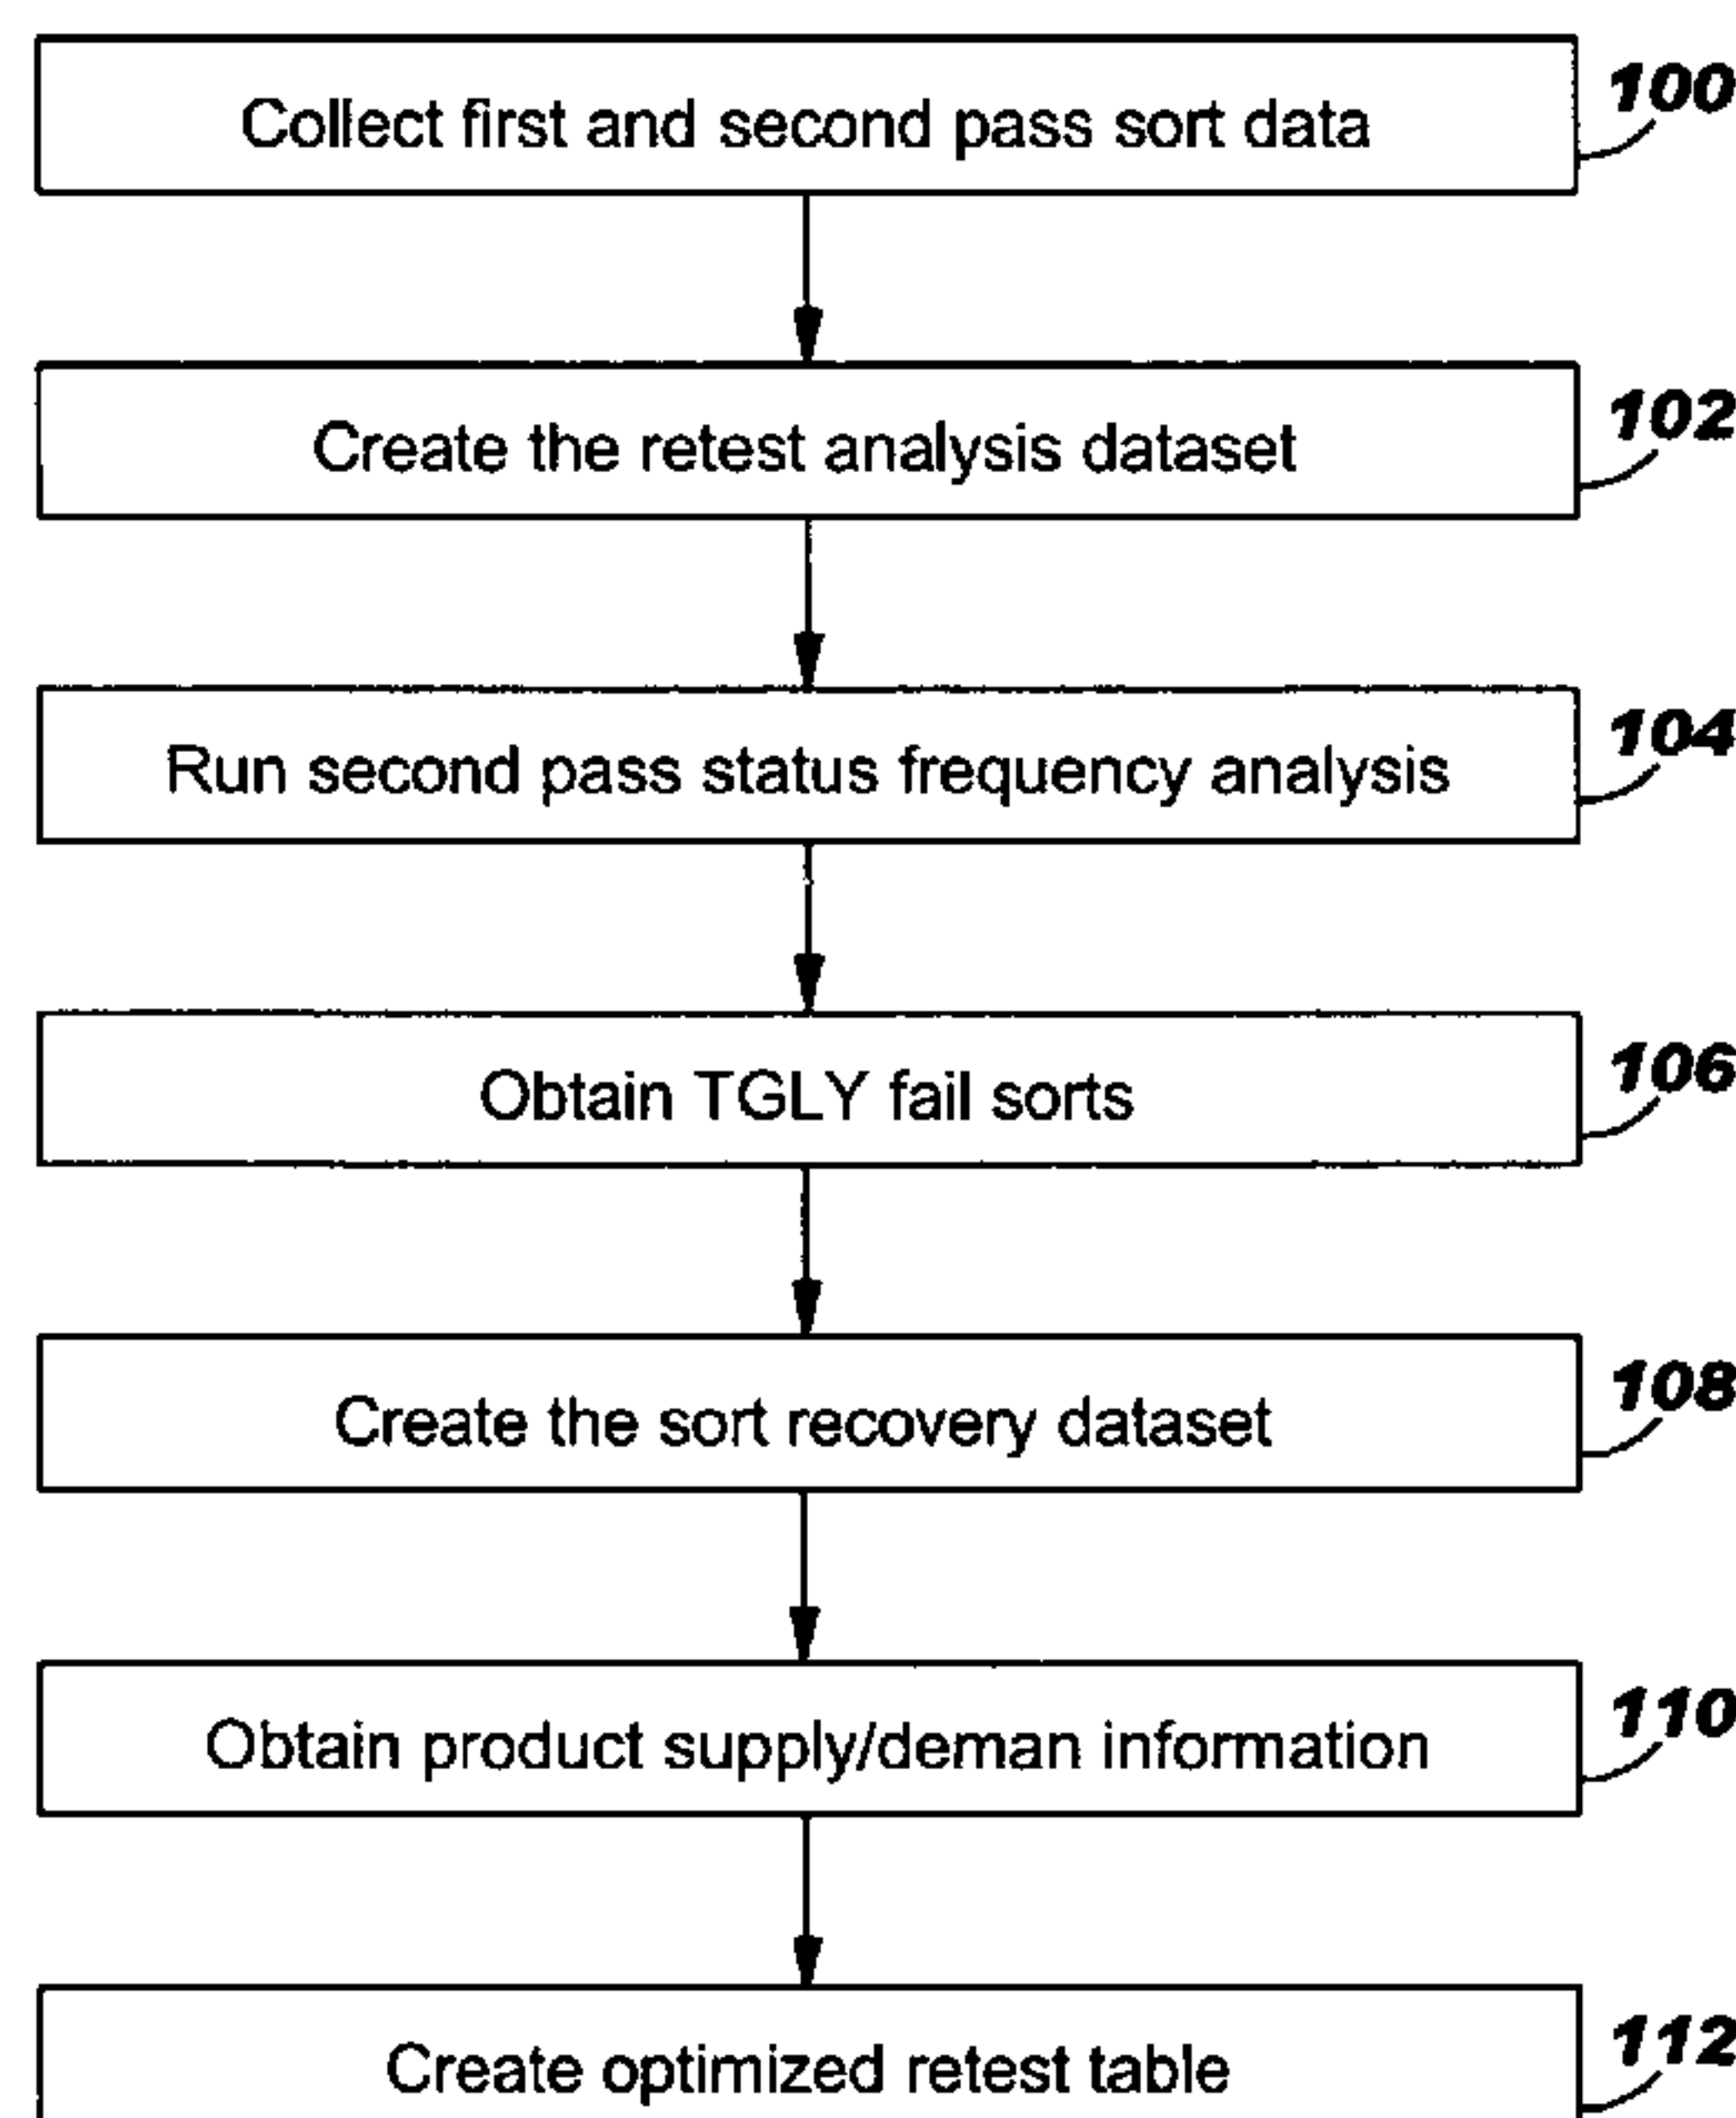 Collect first and second pass sort data
100
Create the retest analysis dataset
102
Run second pass status frequency analysis
104
Obtain TGLY fail sorts
106
Create the sort recovery dataset
108
Obtain product supply/deman information
110
Create optimized retest table
112